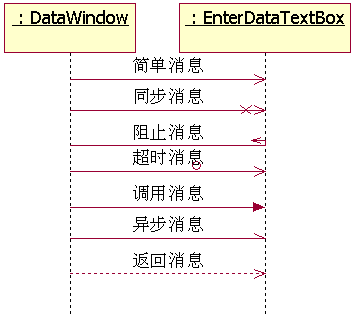 : DataWindow
: EnterDataTextBox
简单消息
同步消息
阻止消息
超时消息
调用消息
异步消息
返回消息